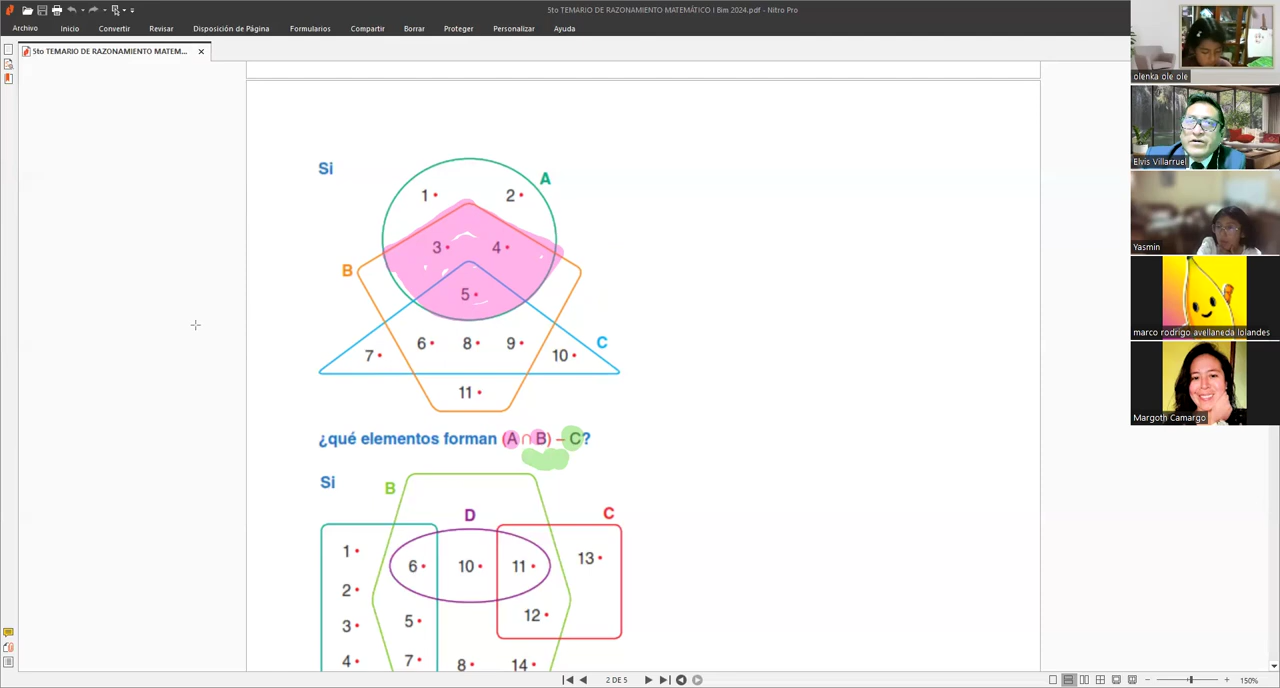 5to TEMARIO DE RAZONAMIENTO MATEMÁTICO I Bim 2024.pdf - Nitro Pro
Archivo Inicio Convertir Revisar Disposición de Página Formularios Compartir Borrar Proteger Personalizar Ayuda
5to TEMARIO DE RAZONAMIENTO MATEM...
Si
A
1 2
3 4
B
5
6 8 9
C
7 10
11
¿qué elementos forman (A ∩ B) – C?
Si
B
D
C
1
6 10 11 13
2
12
3 5
4 7 8 14
2 DE 5
150%
olenka ole ole
Elvis Villarruel
Yasmin
marco rodrigo avellaneda lolandes
Margoth Camargo